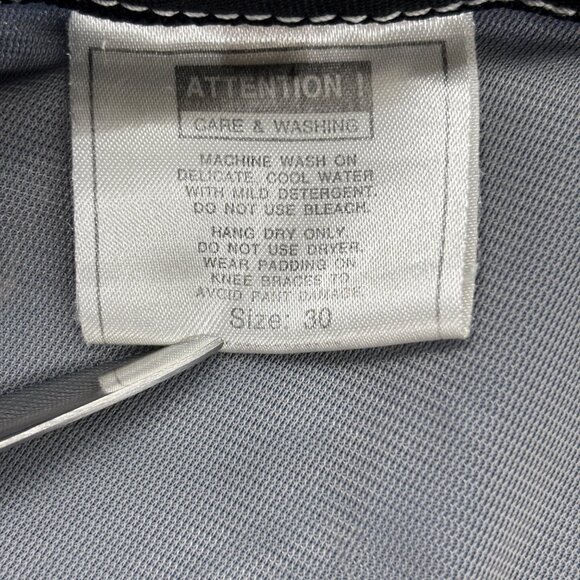 ATTENTION !
CARE & WASHING
MACHINE WASH ON
DELICATE, COOL WATER
WITH MILD DETERGENT.
DO NOT USE BLEACH.
HANG DRY ONLY
DO NOT USE DRYER.
WEAR PADDING ON
KNEE BRACES TO
AVOID PANT DAMAGE.
Size: 30